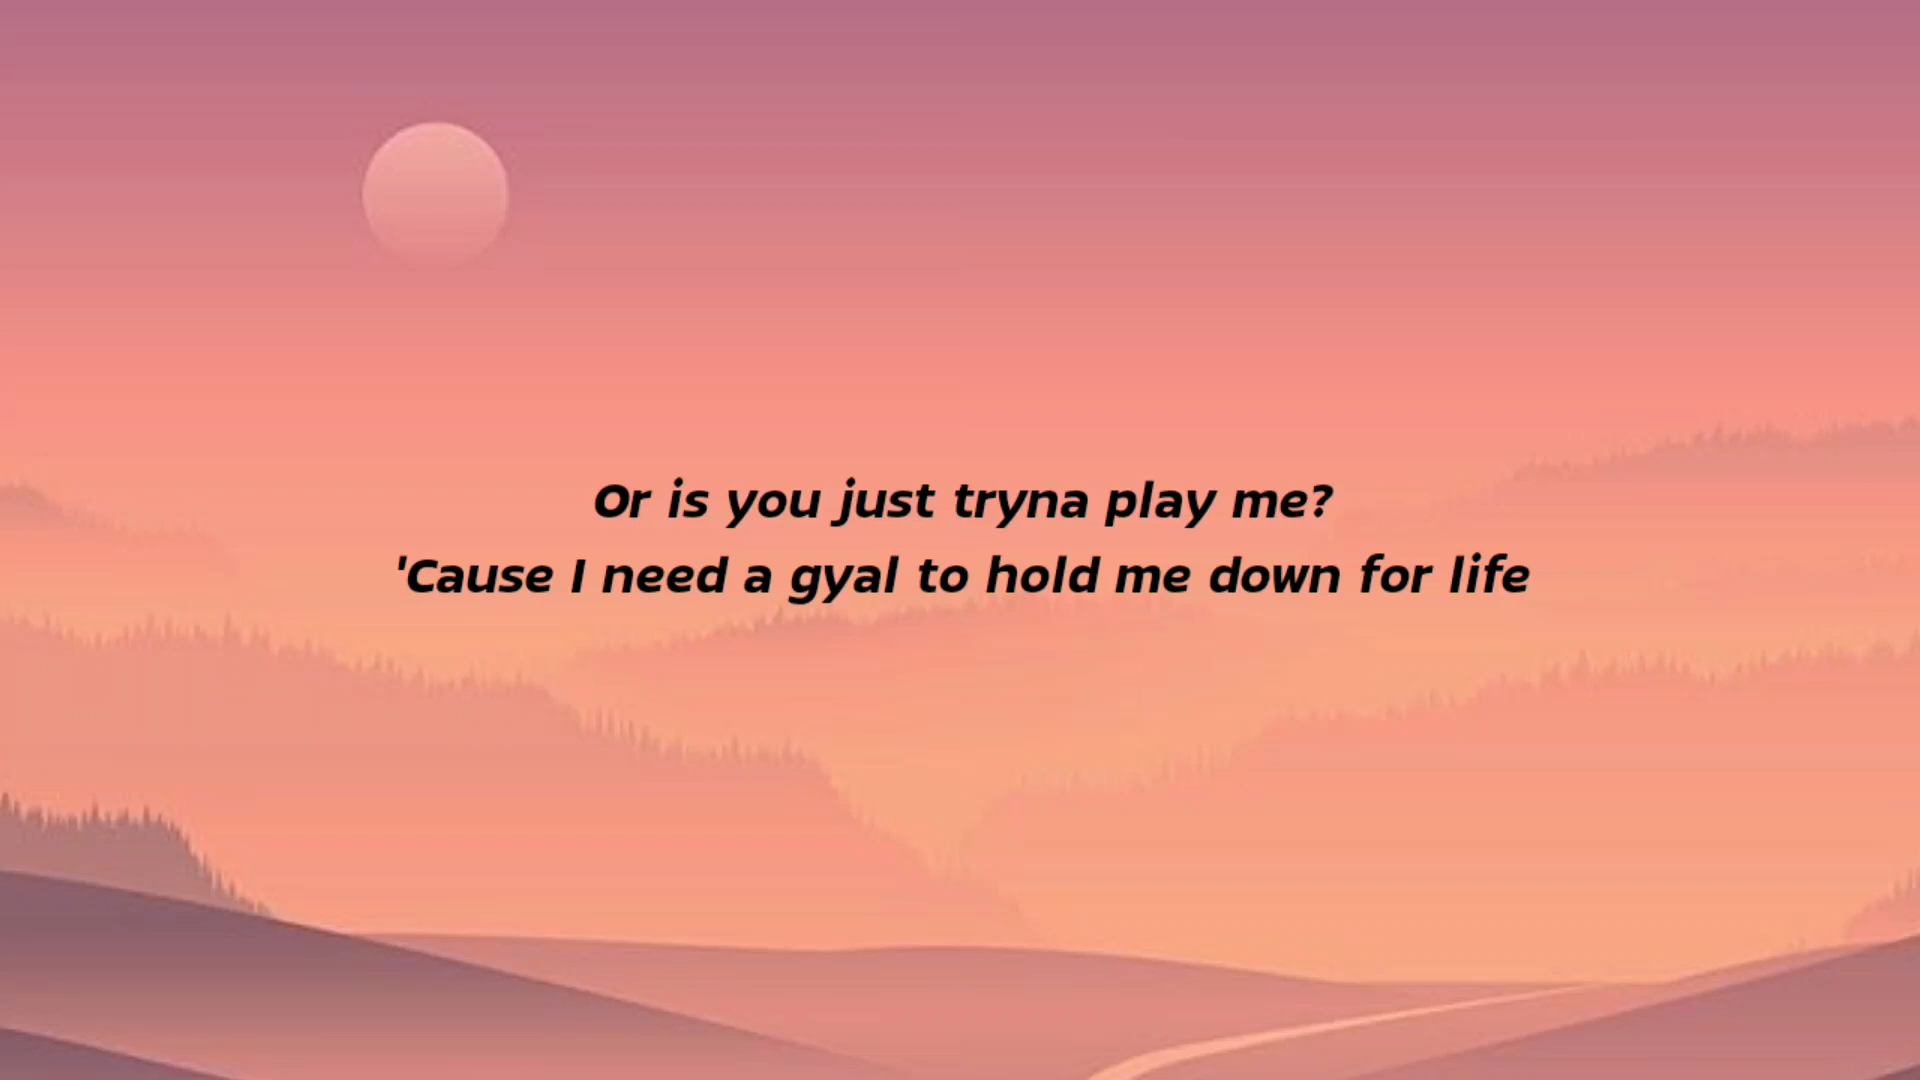 Or is you just tryna play me?
'Cause I need a gyal to hold me down for life